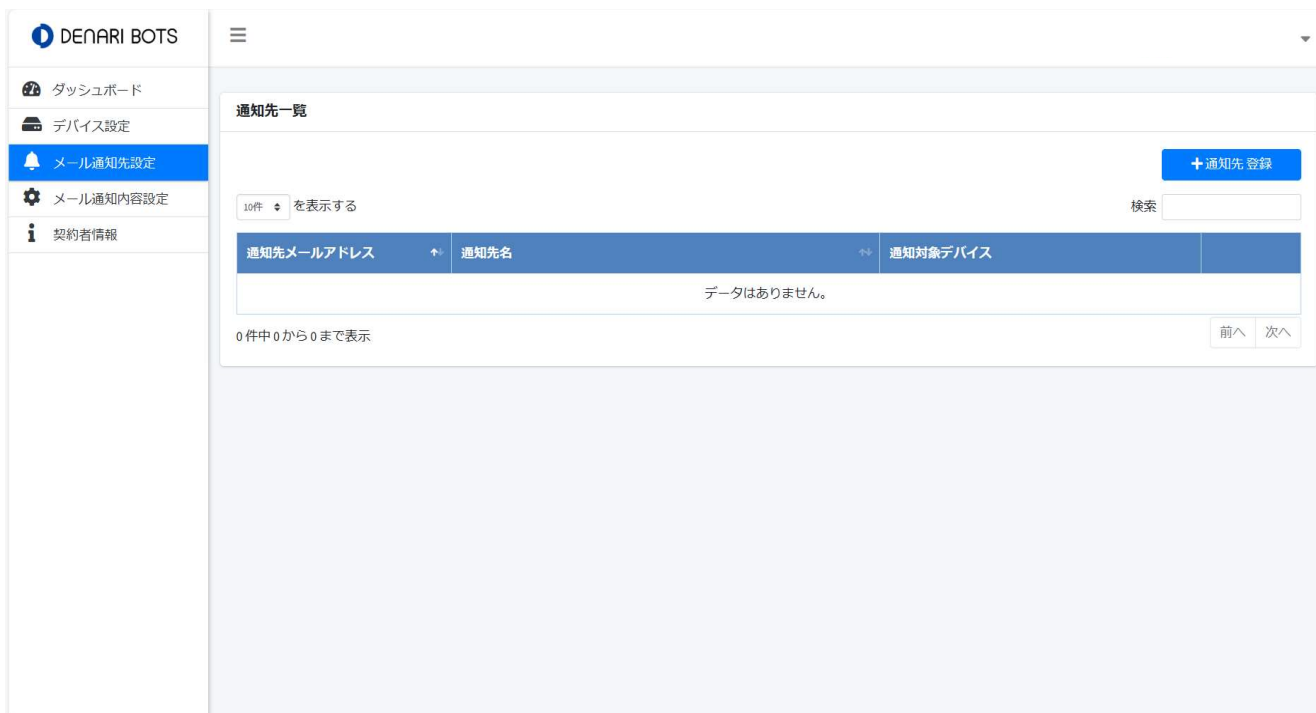 DENARI BOTS
ダッシュボード
デバイス設定
メール通知先設定
メール通知内容設定
契約者情報
通知先一覧
通知先 登録
10件 を表示する
検索
通知先メールアドレス 通知先名 通知対象デバイス
データはありません。
0 件中 0 から 0 まで表示
前へ 次へ